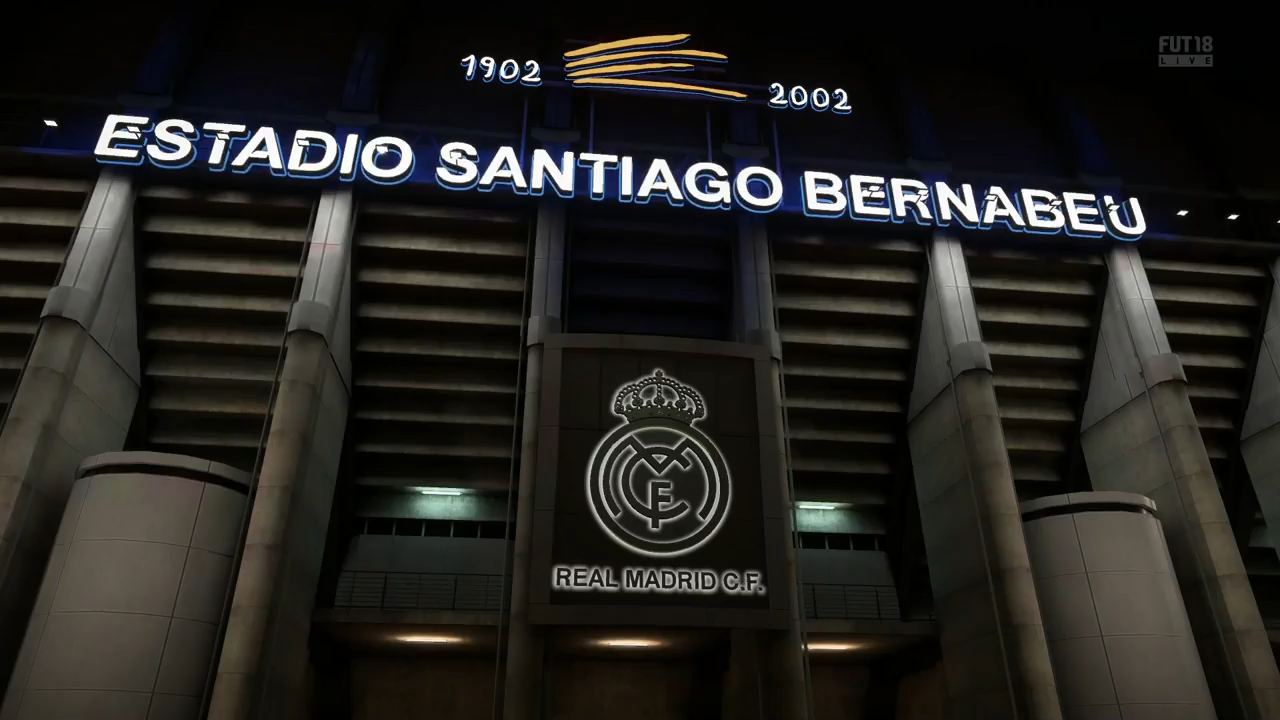 FUT18
LIVE
1902 2002
ESTADIO SANTIAGO BERNABEU
REAL MADRID C.F.